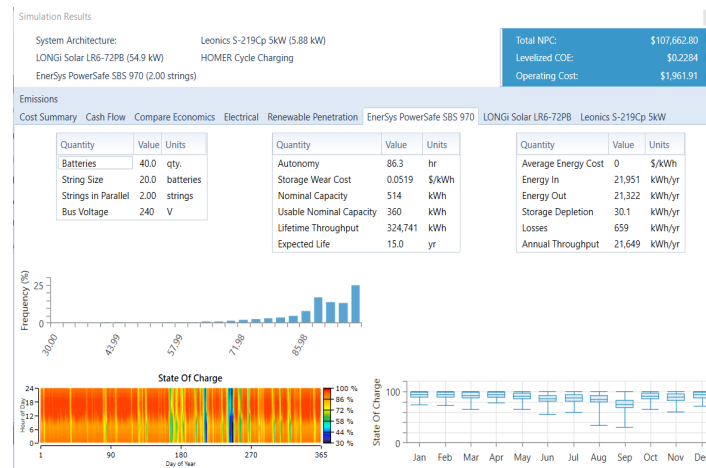 Simulation Results
System Architecture: Leonics S-219Cp 5kW (5.88 kW)
LONGi Solar LR6-72PB (54.9 kW) HOMER Cycle Charging
EnerSys PowerSafe SBS 970 (2.00 strings)
Total NPC: $107,662.80
Levelized COE: $0.2284
Operating Cost: $1,961.91
Emissions
Cost Summary Cash Flow Compare Economics Electrical Renewable Penetration EnerSys PowerSafe SBS 970 LONGi Solar LR6-72PB Leonics S-219Cp 5kW
Quantity Value Units
Batteries 40.0 qty.
String Size 20.0 batteries
Strings in Parallel 2.00 strings
Bus Voltage 240 V
Quantity Value Units
Autonomy 86.3 hr
Storage Wear Cost 0.0519 $/kWh
Nominal Capacity 514 kWh
Usable Nominal Capacity 360 kWh
Lifetime Throughput 324,741 kWh
Expected Life 15.0 yr
Quantity Value Units
Average Energy Cost 0 $/kWh
Energy In 21,951 kWh/yr
Energy Out 21,322 kWh/yr
Storage Depletion 30.1 kWh/yr
Losses 659 kWh/yr
Annual Throughput 21,649 kWh/yr
Frequency (%)
25
0
30.00 43.99 57.99 71.98 85.98
State Of Charge
Hour of Day
24
18
12
6
0
1 90 180 270 365
Day of Year
100 %
86 %
72 %
58 %
44 %
30 %
State Of Charge
100
0
Jan Feb Mar Apr May Jun Jul Aug Sep Oct Nov Dec